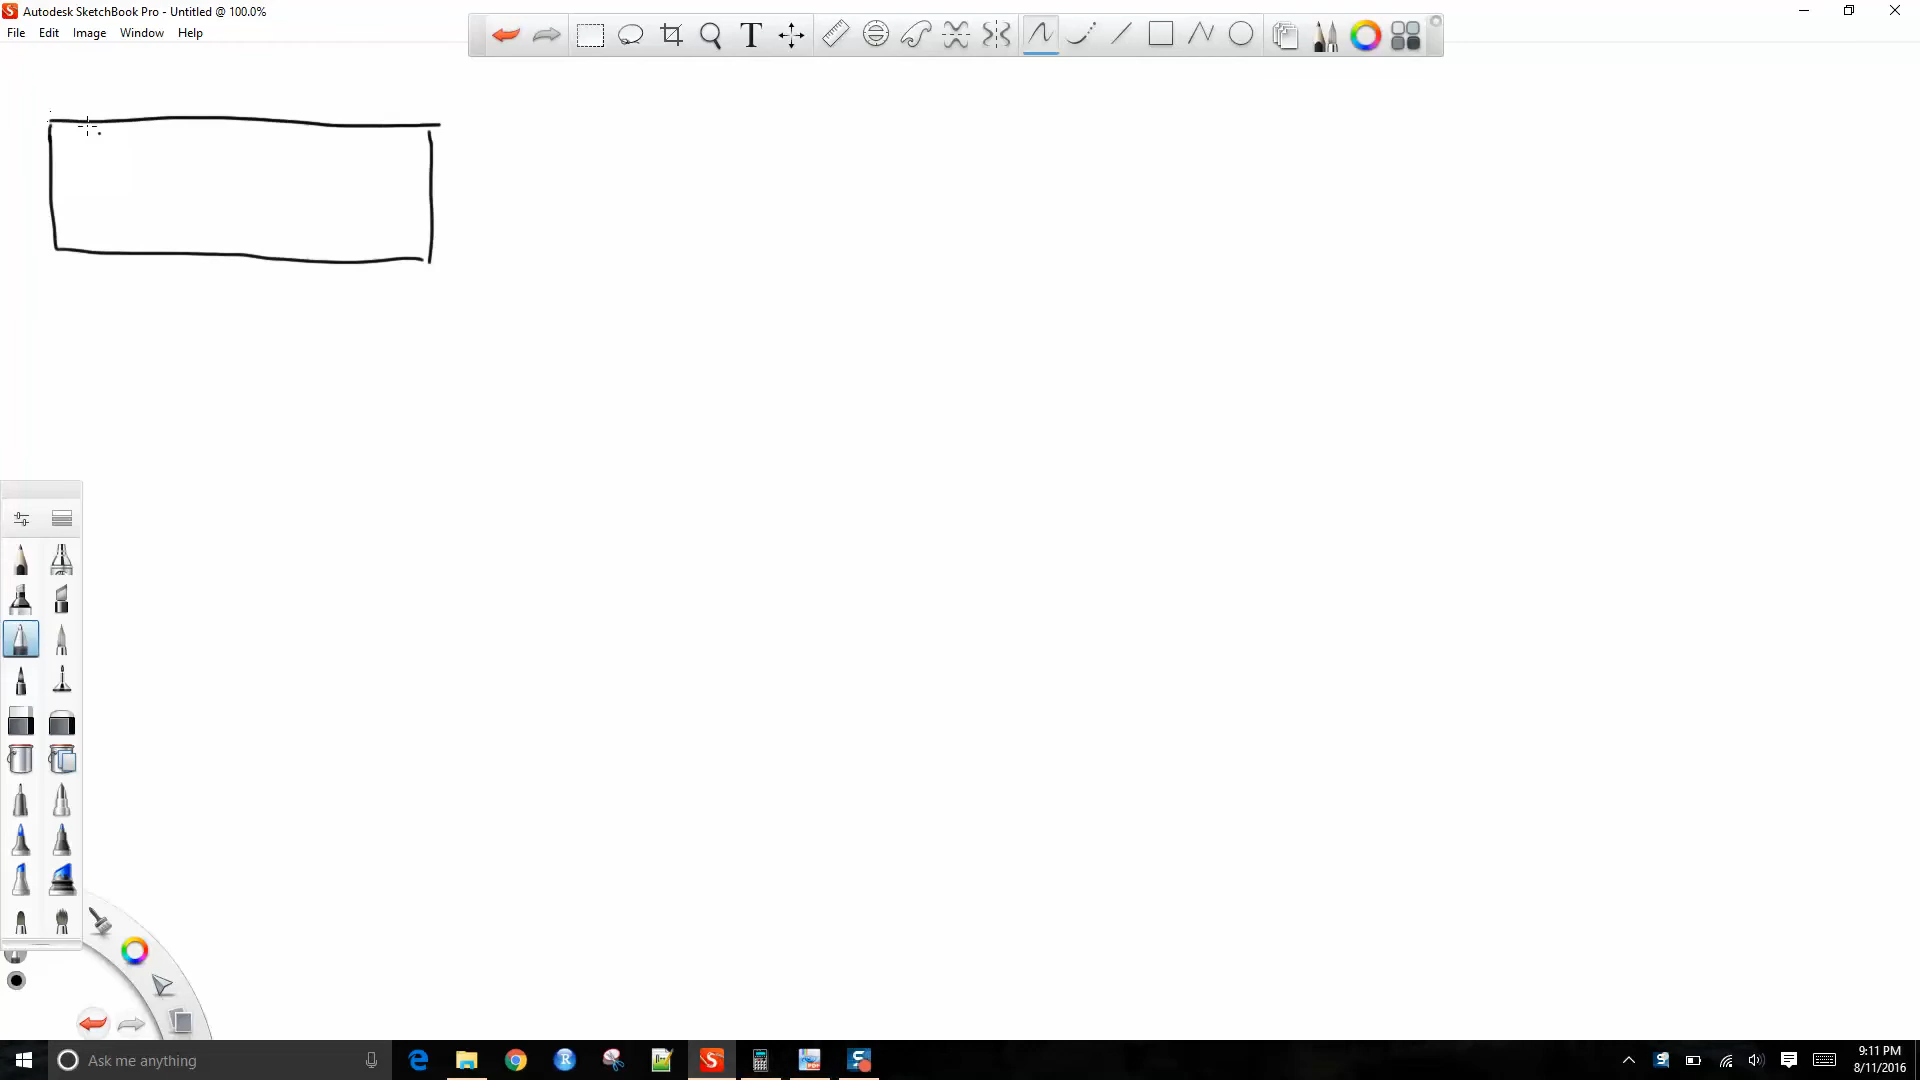 Autodesk SketchBook Pro - Untitled @ 100.0%
File Edit Image Window Help
T
Ask me anything
9:11 PM
8/11/2016